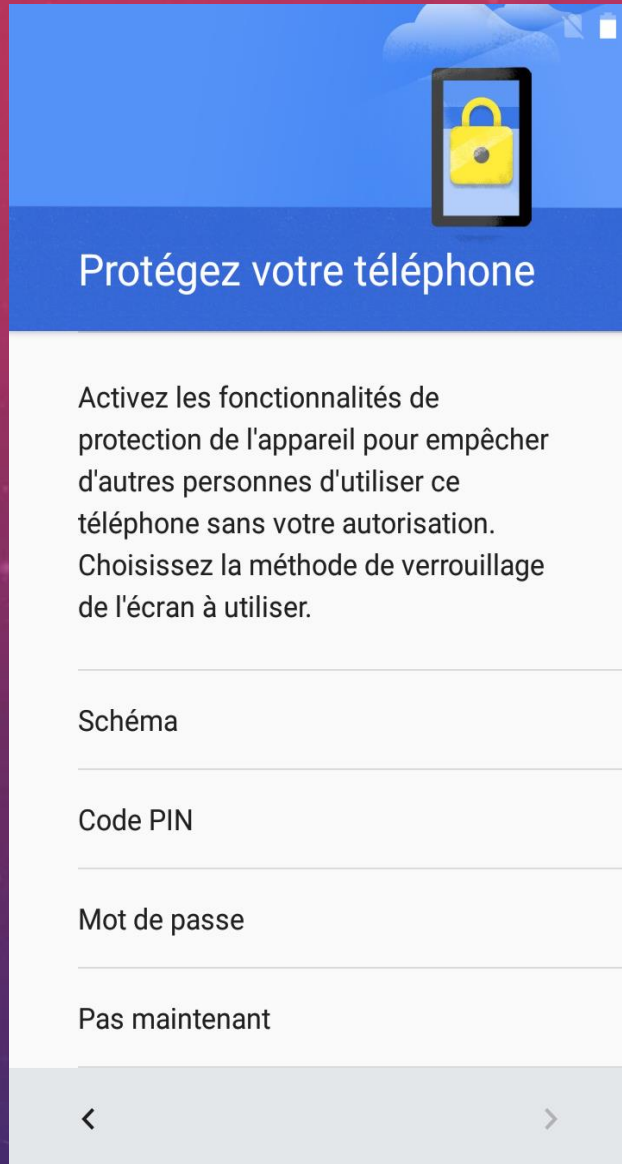 Protégez votre téléphone
Activez les fonctionnalités de
protection de l'appareil pour empêcher
d'autres personnes d'utiliser ce
téléphone sans votre autorisation.
Choisissez la méthode de verrouillage
de l'écran à utiliser.
Schéma
Code PIN
Mot de passe
Pas maintenant